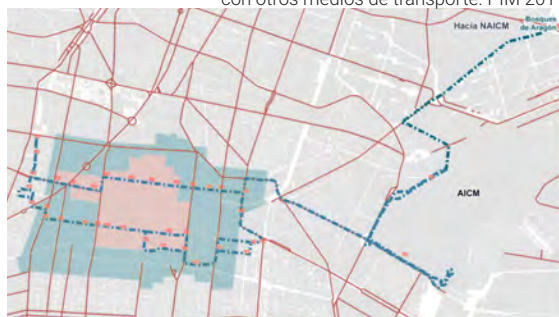 con otros medios de transporte. PIM 201
Hacia NAICM
Bosques
de Aragón
AICM